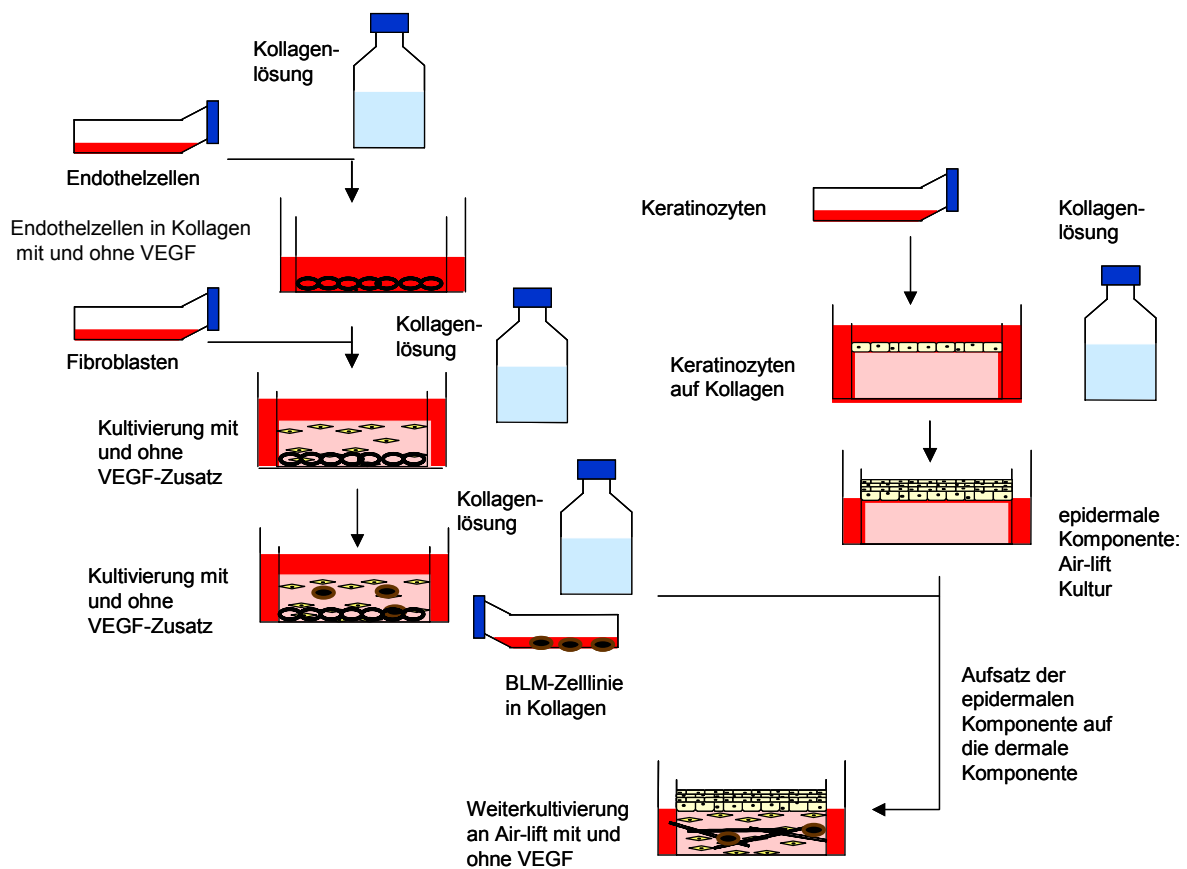 Kollagen-
lösung
Endothelzellen
Endothelzellen in Kollagen
mit und ohne VEGF
Fibroblasten
Kollagen-
lösung
Kultivierung mit
und ohne
VEGF-Zusatz
Kollagen-
lösung
Kultivierung mit
und ohne
VEGF-Zusatz
BLM-Zelllinie
in Kollagen
Keratinozyten
Kollagen-
lösung
Keratinozyten
auf Kollagen
epidermale
Komponente:
Air-lift
Kultur
Aufsatz der
epidermalen
Komponente auf
die dermale
Komponente
Weiterkultivierung
an Air-lift mit und
ohne VEGF